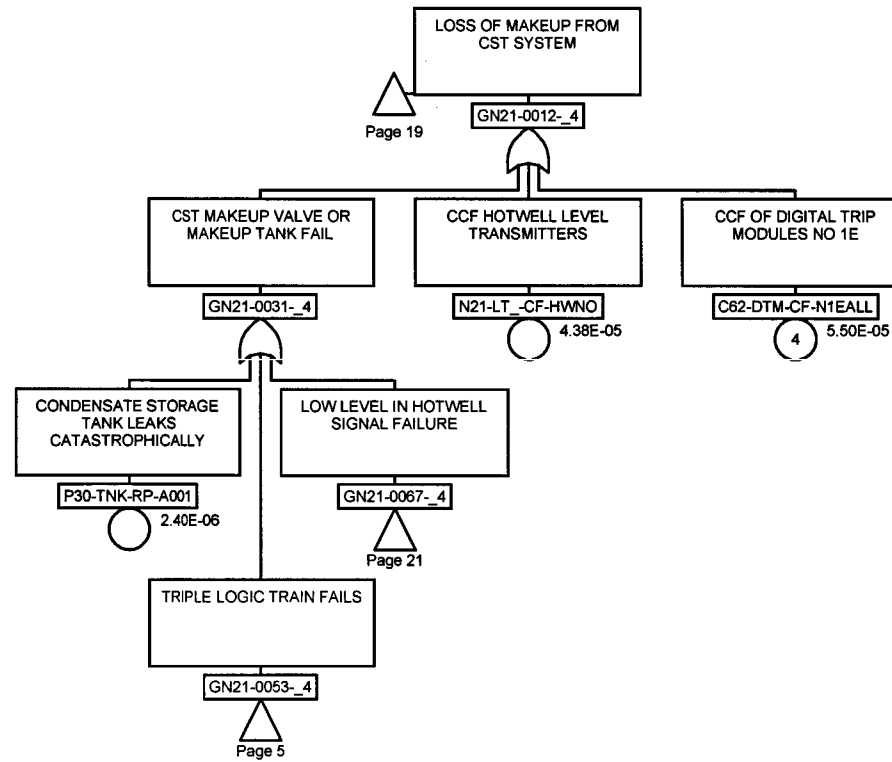 LOSS OF MAKEUP FROM
CST SYSTEM
Page 19
GN21-0012-_4
CST MAKEUP VALVE OR
MAKEUP TANK FAIL
GN21-0031-_4
CCF HOTWELL LEVEL
TRANSMITTERS
N21-LT_-CF-HWNO
4.38E-05
CCF OF DIGITAL TRIP
MODULES NO 1E
C62-DTM-CF-N1EALL
4
5.50E-05
CONDENSATE STORAGE
TANK LEAKS
CATASTROPHICALLY
P30-TNK-RP-A001
2.40E-06
LOW LEVEL IN HOTWELL
SIGNAL FAILURE
GN21-0067-_4
Page 21
TRIPLE LOGIC TRAIN FAILS
GN21-0053-_4
Page 5